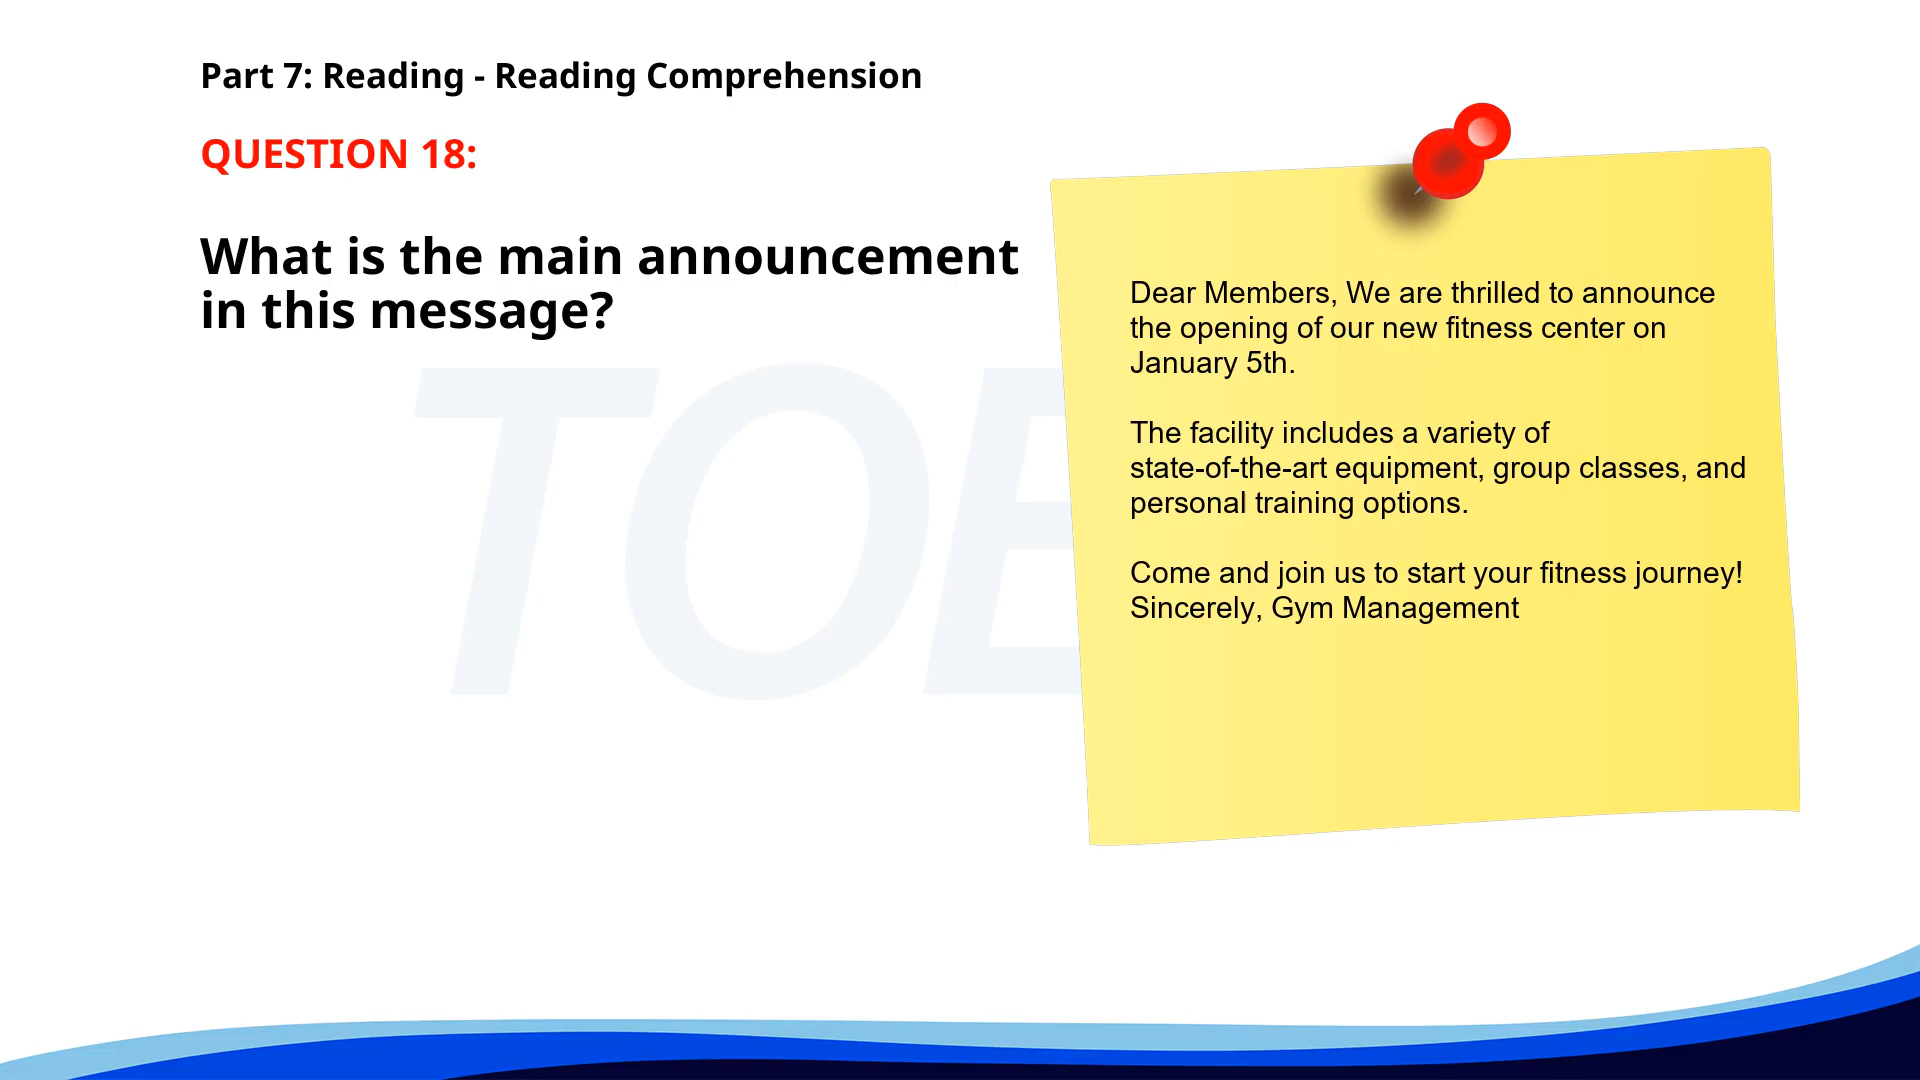 Part 7: Reading - Reading Comprehension
QUESTION 18:
What is the main announcement
in this message?
Dear Members, We are thrilled to announce
the opening of our new fitness center on
January 5th.
The facility includes a variety of
state-of-the-art equipment, group classes, and
personal training options.
Come and join us to start your fitness journey!
Sincerely, Gym Management
TOE